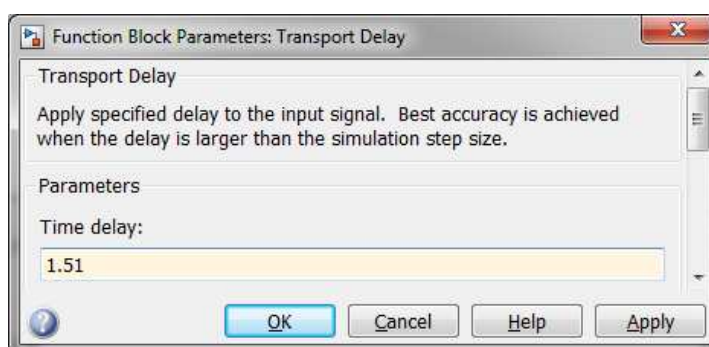 Function Block Parameters: Transport Delay
Transport Delay
Apply specified delay to the input signal. Best accuracy is achieved
when the delay is larger than the simulation step size.
Parameters
Time delay:
1.51
OK Cancel Help Apply